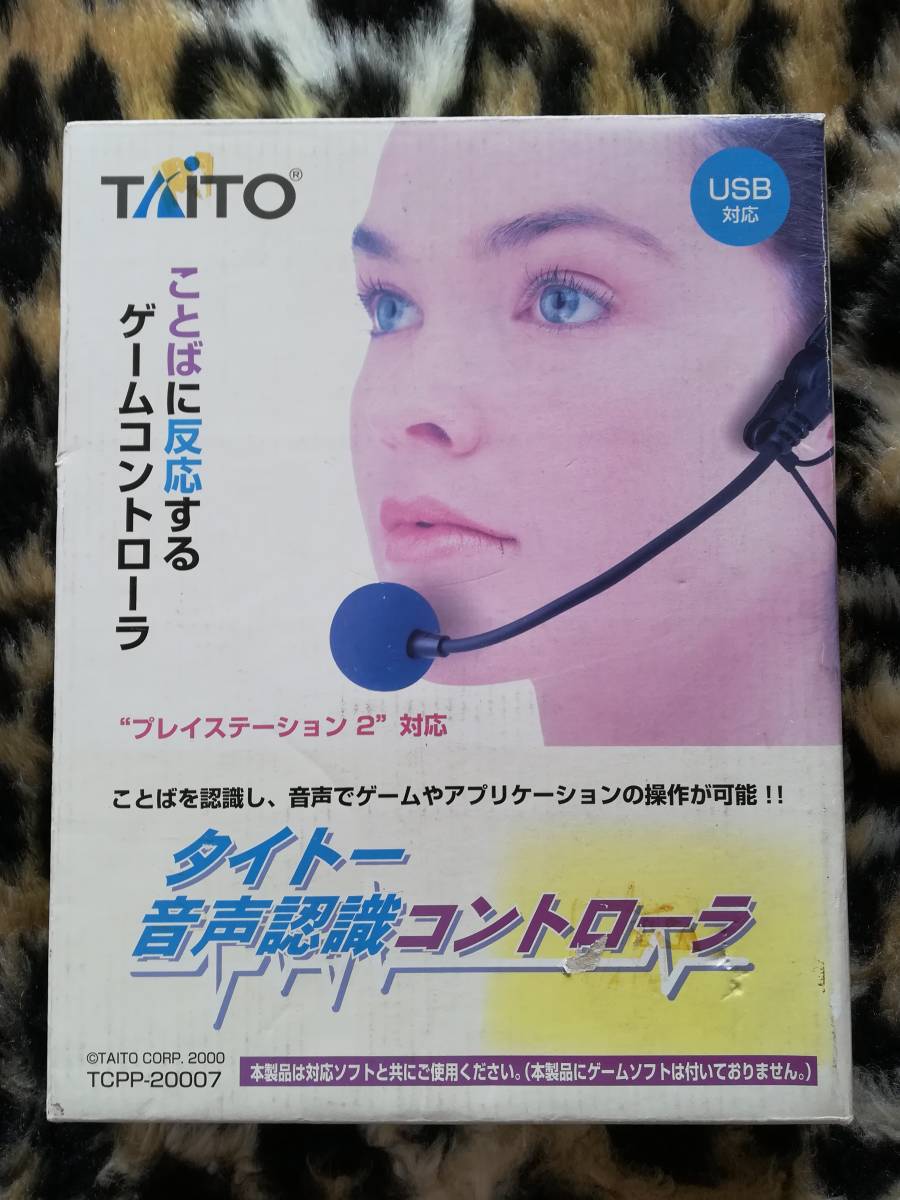 TAiTO®
USB
対応
ことばに反応する
ゲームコントローラ
“プレイステーション 2” 対応
ことばを認識し、音声でゲームやアプリケーションの操作が可能!!
タイトー
音声認識コントローラ
©TAITO CORP. 2000
TCPP-20007
本製品は対応ソフトと共にご使用ください。(本製品にゲームソフトは付いておりません。)